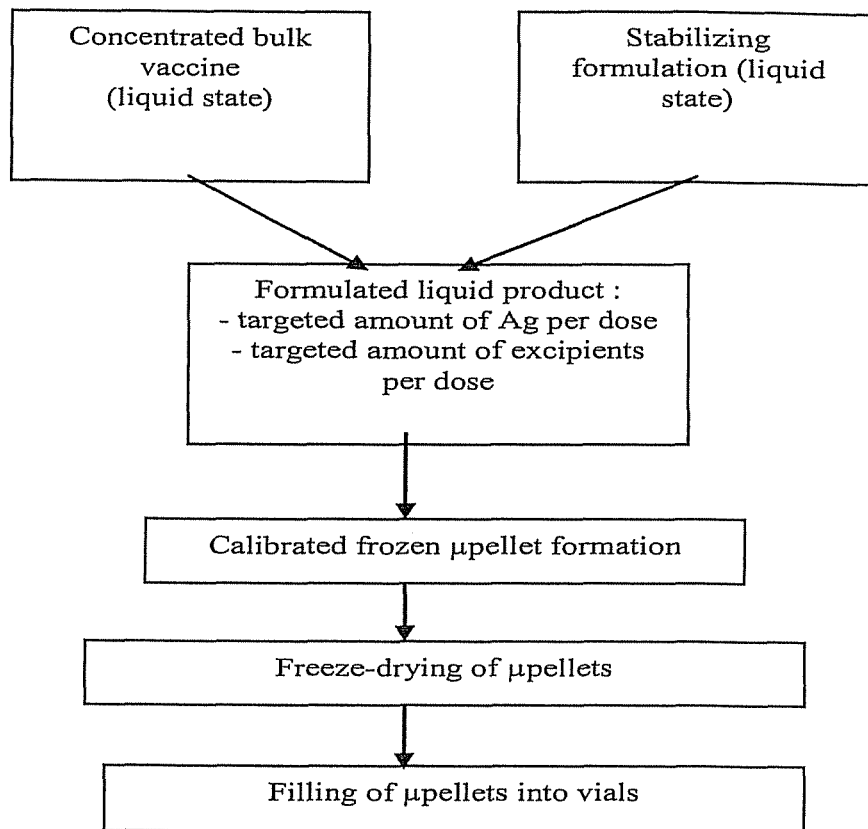 Concentrated bulk
vaccine
(liquid state)
Stabilizing
formulation (liquid
state)
Formulated liquid product :
- targeted amount of Ag per dose
- targeted amount of excipients
per dose
Calibrated frozen µpellet formation
Freeze-drying of µpellets
Filling of µpellets into vials